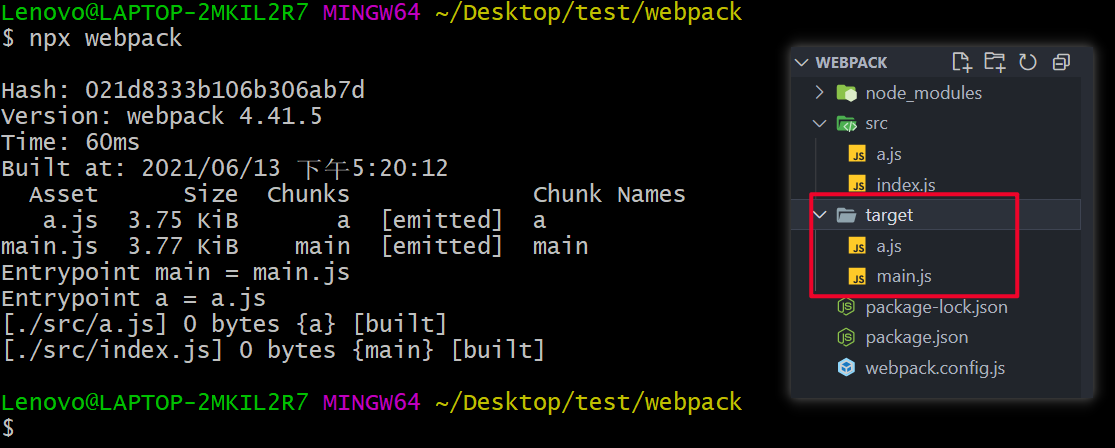 Lenovo@LAPTOP-2MKIL2R7 MINGW64 ~/Desktop/test/webpack
$ npx webpack
Hash: 021d8333b106b306ab7d
Version: webpack 4.41.5
Time: 60ms
Built at: 2021/06/13 下午5:20:12
Asset Size Chunks Chunk Names
a.js 3.75 KiB a [emitted] a
main.js 3.77 KiB main [emitted] main
Entrypoint main = main.js
Entrypoint a = a.js
[./src/a.js] 0 bytes {a} [built]
[./src/index.js] 0 bytes {main} [built]
Lenovo@LAPTOP-2MKIL2R7 MINGW64 ~/Desktop/test/webpack
$
WEBPACK
node_modules
src
JS a.js
JS index.js
target
JS a.js
JS main.js
package-lock.json
package.json
webpack.config.js